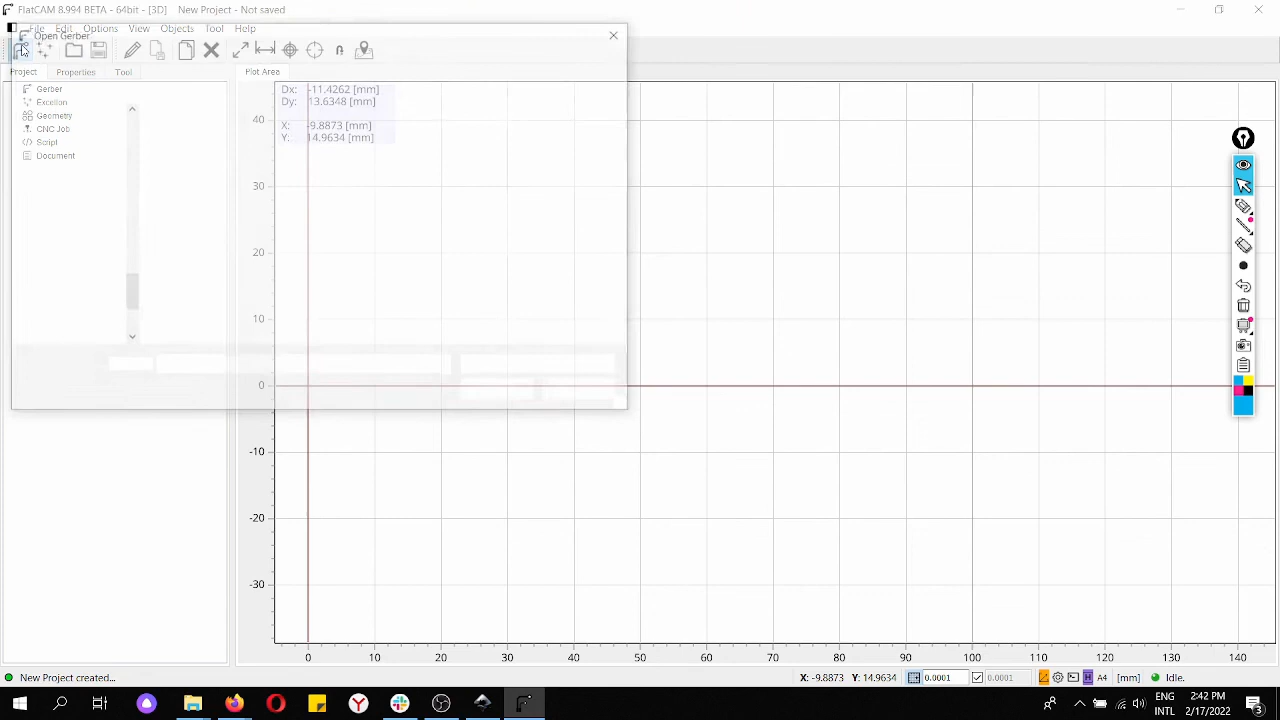 FlatCAM 8.994 BETA - 64bit - [3D] New Project - Not saved
File Edit Options View Objects Tool Help
Open Gerber
Project Properties Tool
Plot Area
Gerber
Excellon
Geometry
CNC Job
Script
Document
Dx: -11.4262 [mm]
Dy: 13.6348 [mm]
X: -9.8873 [mm]
Y: 14.9634 [mm]
40
30
20
10
0
-10
-20
-30
0 10 20 30 40 50 60 70 80 90 100 110 120 130 140
New Project created...
X: -9.8873 Y: 14.9634 [mm]
0.0001
0.0001
H A4 [mm] Idle.
ENG 2:42 PM
INTL 2/17/2022
3